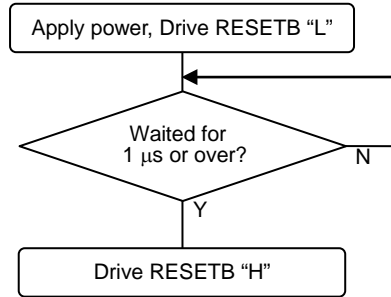 Apply power, Drive RESETB “L”
Waited for
1 μs or over?
N
Y
Drive RESETB “H”